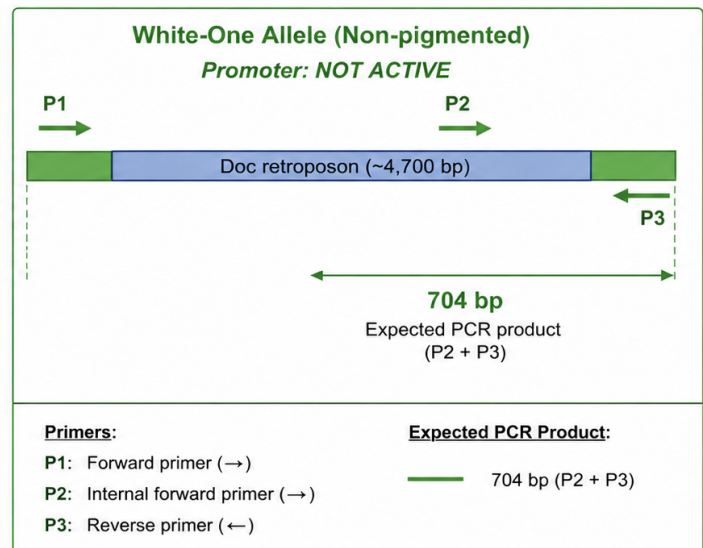 White-One Allele (Non-pigmented)
Promoter: NOT ACTIVE
P1
P2
Doc retroposon (~4,700 bp)
P3
704 bp
Expected PCR product
(P2 + P3)
Primers:
P1: Forward primer (→)
P2: Internal forward primer (→)
P3: Reverse primer (←)
Expected PCR Product:
704 bp (P2 + P3)